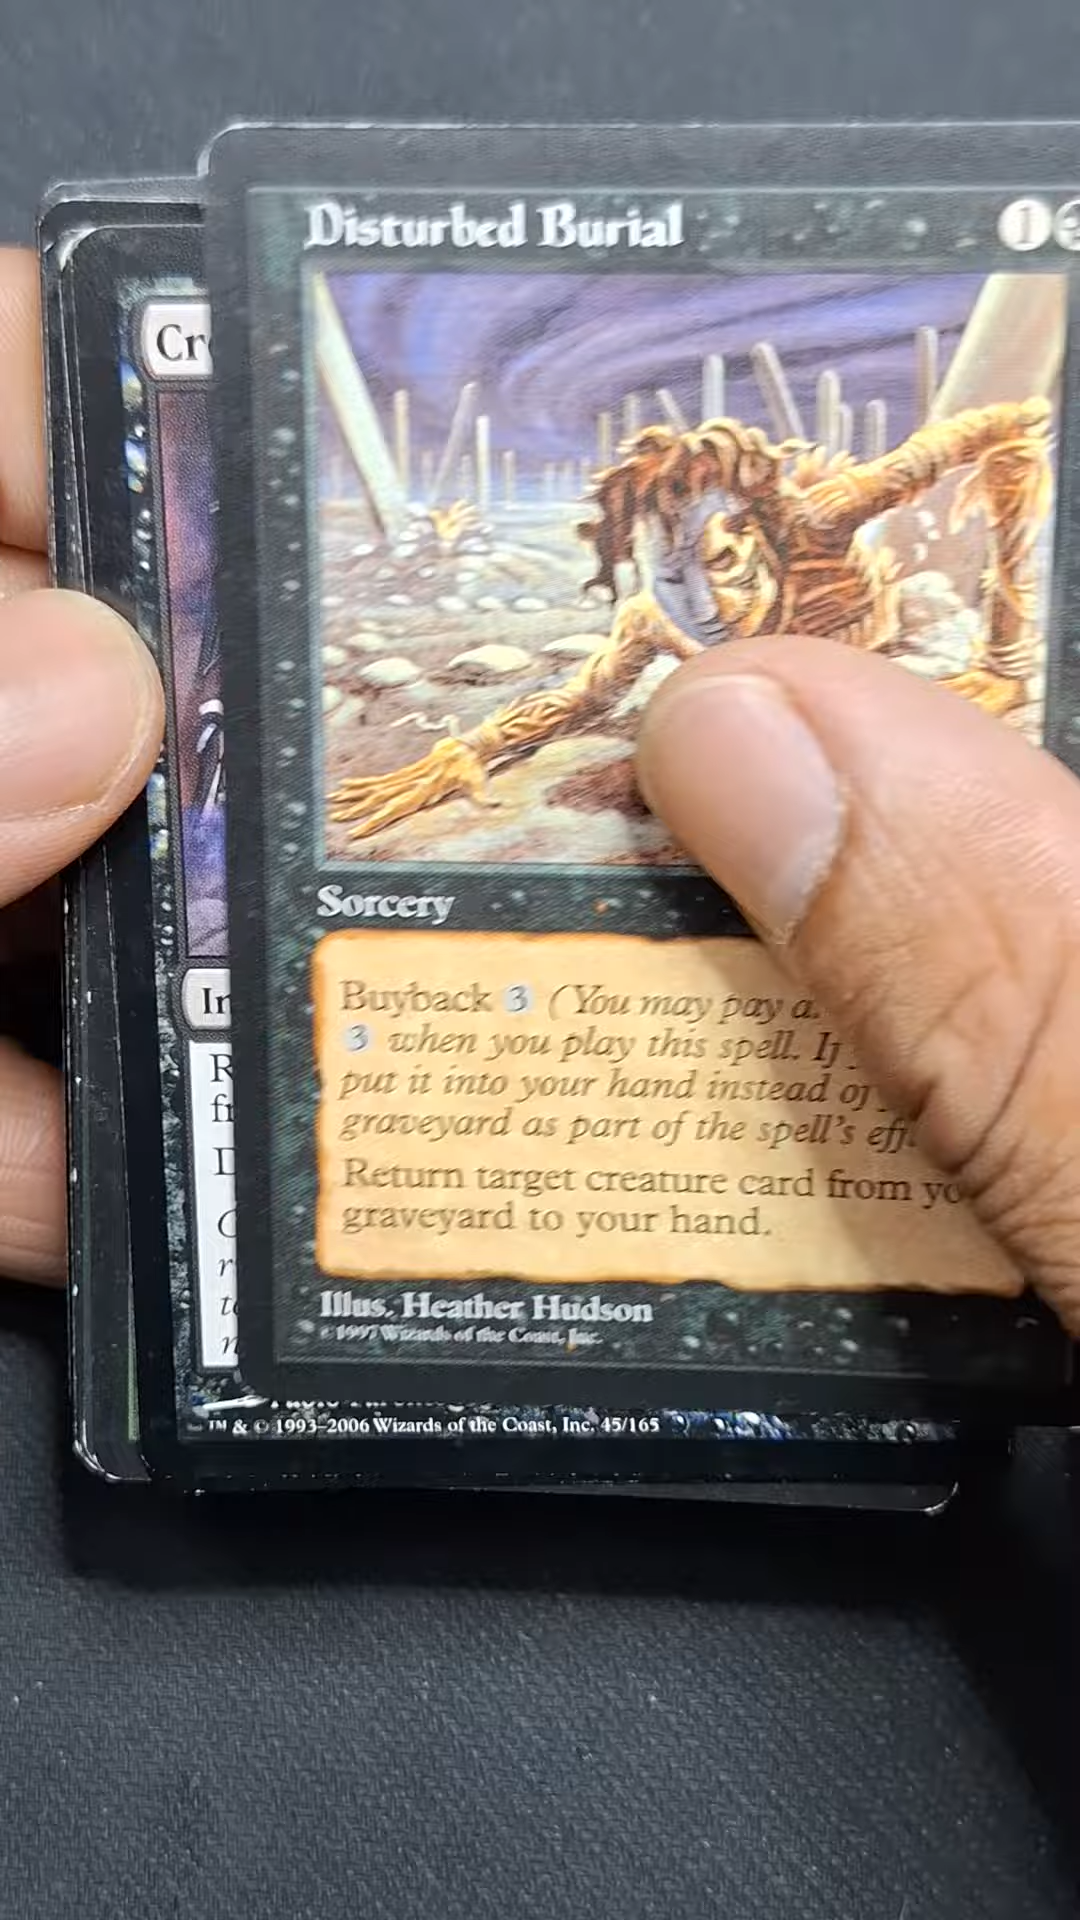 Disturbed Burial 1
Cr
Sorcery
Buyback 3 (You may pay a
3 when you play this spell. If
put it into your hand instead of
graveyard as part of the spell's eff
Return target creature card from yo
graveyard to your hand.
In
R
fr
D
C
r
t
n
Illus. Heather Hudson
© 1997 Wizards of the Coast, Inc.
™ & © 1993–2006 Wizards of the Coast, Inc. 45/165